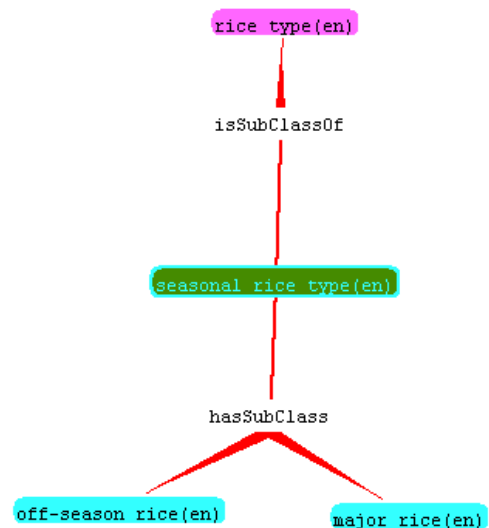 rice type(en)
isSubClassOf
seasonal rice type(en)
hasSubClass
off-season rice(en)
major rice(en)